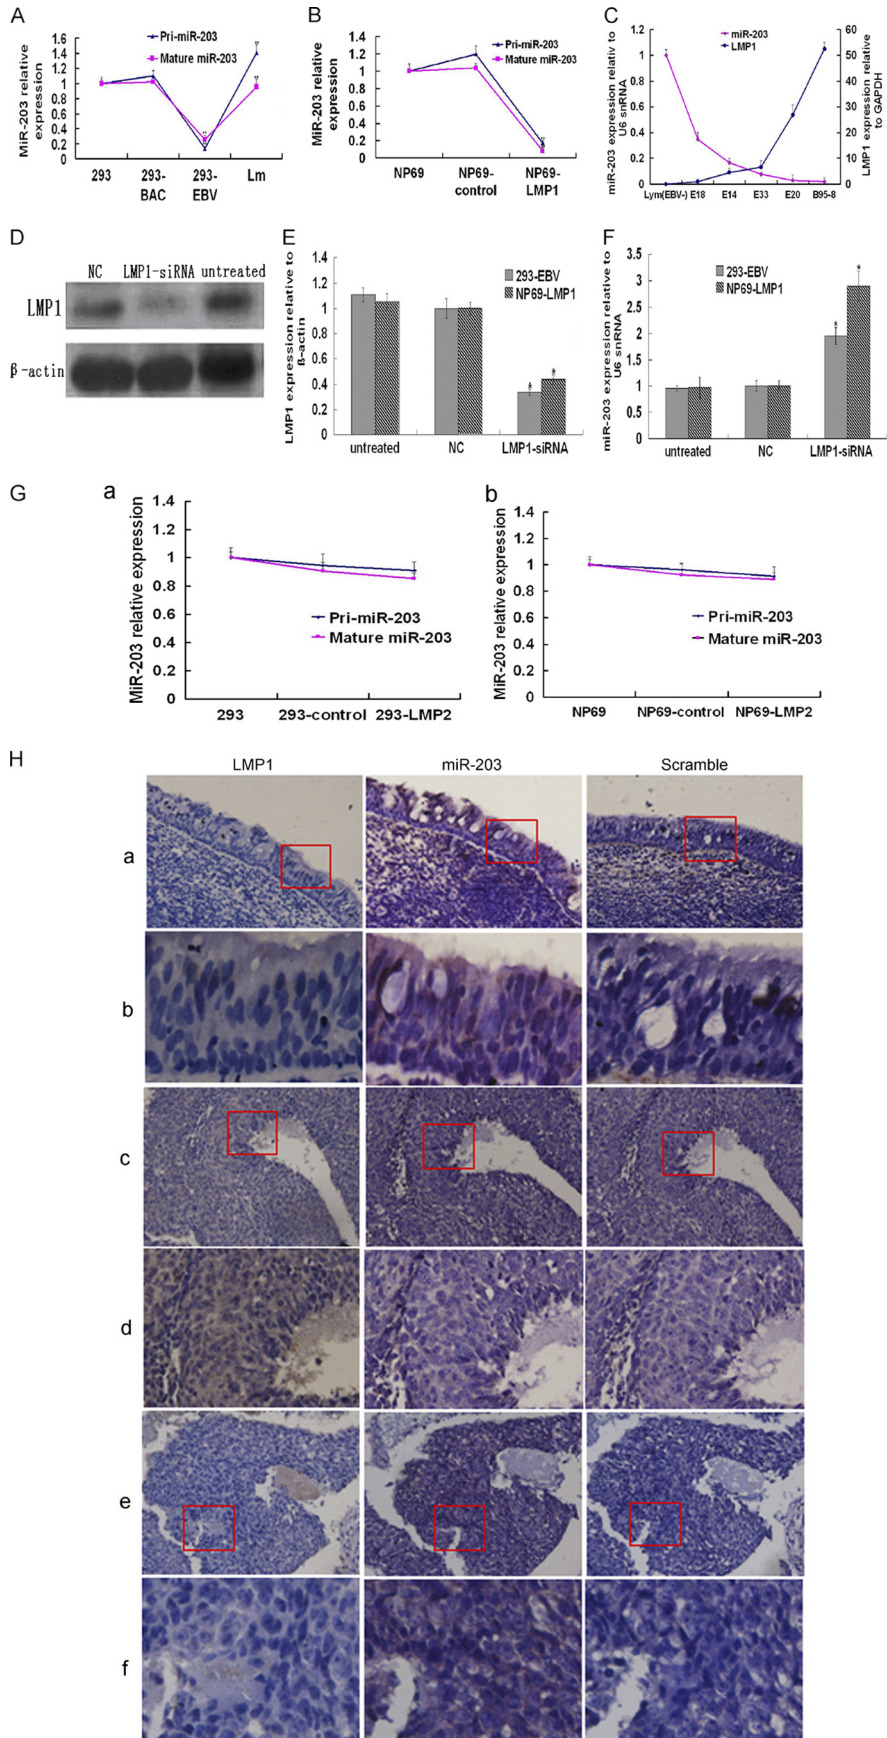 A
MiR-203 relative
expression
1.6
1.4
1.2
1
0.8
0.6
0.4
0.2
0
Pri-miR-203
Mature miR-203
**
**
**
**
293
293-
BAC
293-
EBV
Lm
B
MiR-203 relative
expression
1.6
1.4
1.2
1
0.8
0.6
0.4
0.2
0
Pri-miR-203
Mature miR-203
NP69
NP69-
control
NP69-
LMP1
C
miR-203 expression relatve to
U6 snRNA
1.2
1
0.8
0.6
0.4
0.2
0
miR-203
LMP1
60
50
40
30
20
10
0
LMP1 expression relative
to GAPDH
Lym(EBV-)
E18
E14
E33
E20
B95-8
D
NC
LMP1-siRNA
untreated
LMP1
β-actin
E
LMP1 expression relative to
ß-actin
1.4
1.2
1
0.8
0.6
0.4
0.2
0
293-EBV
NP69-LMP1
*
*
untreated
NC
LMP1-siRNA
F
miR-203 expression relative to
U6 snRNA
3.5
3
2.5
2
1.5
1
0.5
0
293-EBV
NP69-LMP1
*
*
untreated
NC
LMP1-siRNA
G
a
MiR-203 relative expression
1.4
1.2
1
0.8
0.6
0.4
0.2
0
Pri-miR-203
Mature miR-203
293
293-control
293-LMP2
b
MiR-203 relative expression
1.4
1.2
1
0.8
0.6
0.4
0.2
0
Pri-miR-203
Mature miR-203
NP69
NP69-control
NP69-LMP2
H
LMP1
miR-203
Scramble
a
b
c
d
e
f